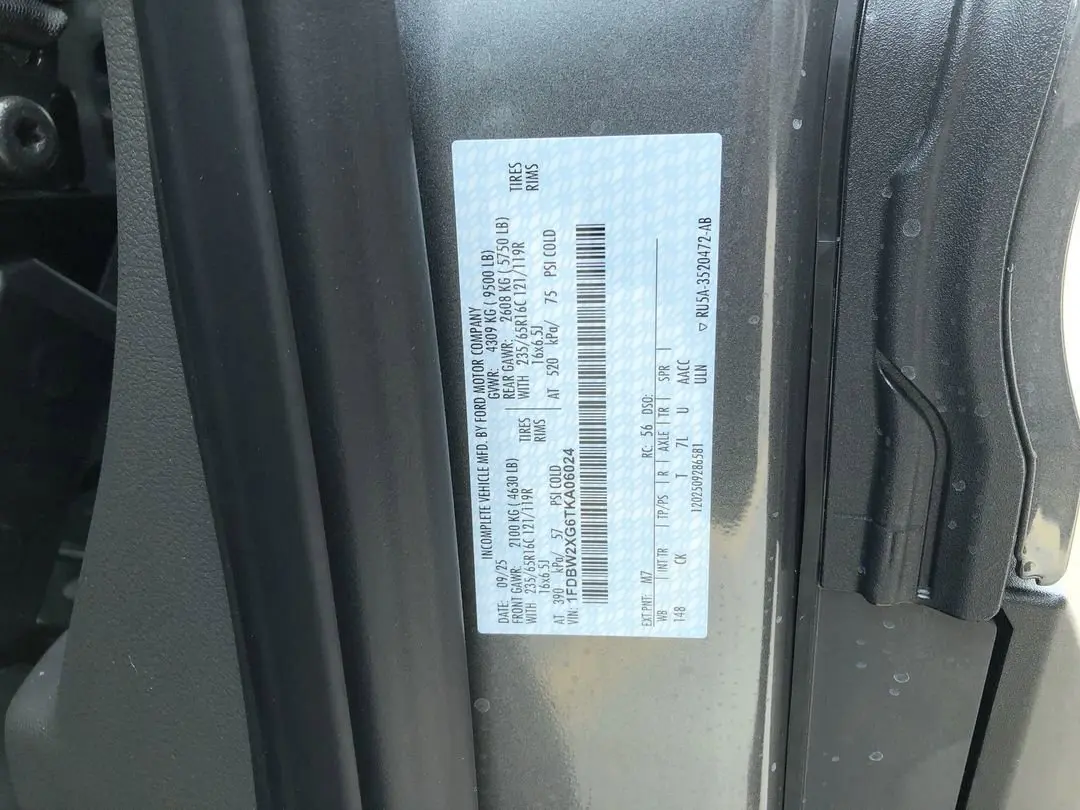 INCOMPLETE VEHICLE MFD. BY FORD MOTOR COMPANY
DATE: 09/25 GVWR: 4309 KG ( 9500 LB)
FRONT GAWR: 2100 KG ( 4630 LB) REAR GAWR: 2608 KG ( 5750 LB)
WITH 235/65R16C 121/119R TIRES WITH 235/65R16C 121/119R TIRES
16x6.5J RIMS 16x6.5J RIMS
AT 390 kPa/ 57 PSI COLD AT 520 kPa/ 75 PSI COLD
VIN: 1FDBW2XG6TKA06024
EXT PNT: M7 RC: 56 DSO:
WB | INT TR | TP/PS | R | AXLE | TR | SPR |
148 CK T 7L U AACC
ULN
1202509286581 ▽ RU5A-3520472-AB